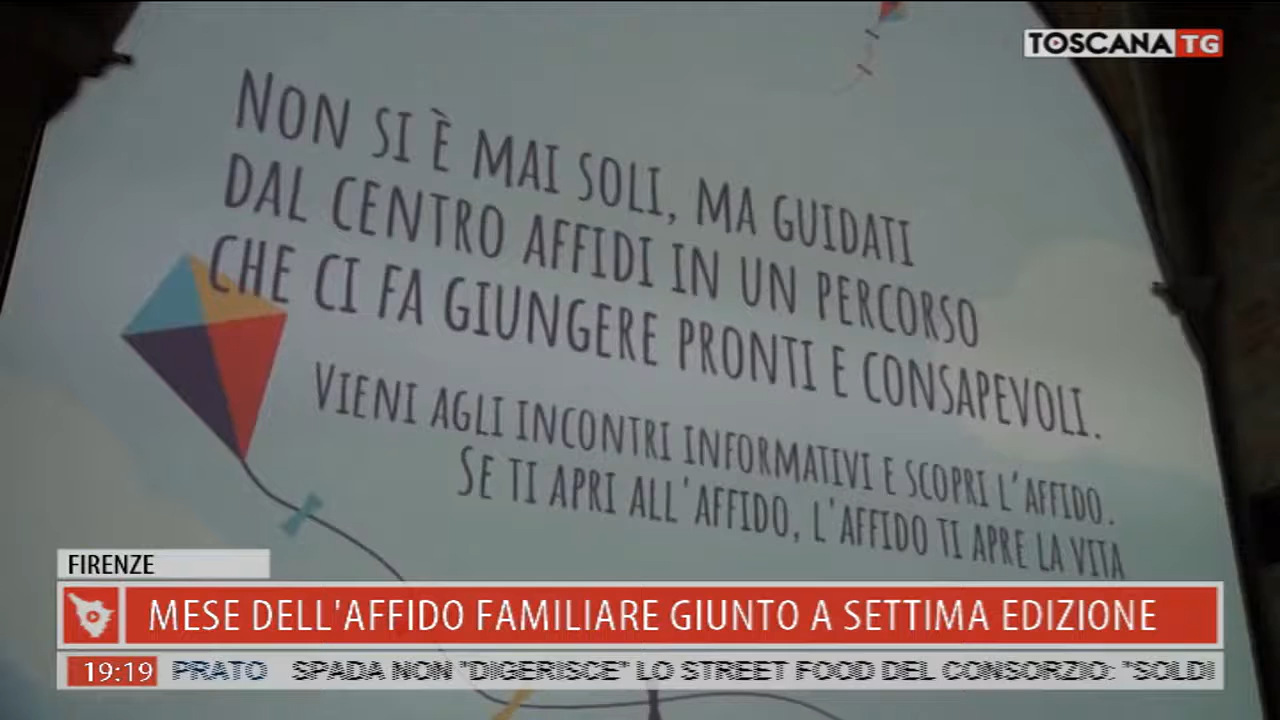 TOSCANA TG
NON SI È MAI SOLI, MA GUIDATI
DAL CENTRO AFFIDI IN UN PERCORSO
CHE CI FA GIUNGERE PRONTI E CONSAPEVOLI.
VIENI AGLI INCONTRI INFORMATIVI E SCOPRI L'AFFIDO.
SE TI APRI ALL'AFFIDO, L'AFFIDO TI APRE LA VITA
FIRENZE
MESE DELL'AFFIDO FAMILIARE GIUNTO A SETTIMA EDIZIONE
19:19 PRATO SPADA NON "DIGERISCE" LO STREET FOOD DEL CONSORZIO: "SOLDI